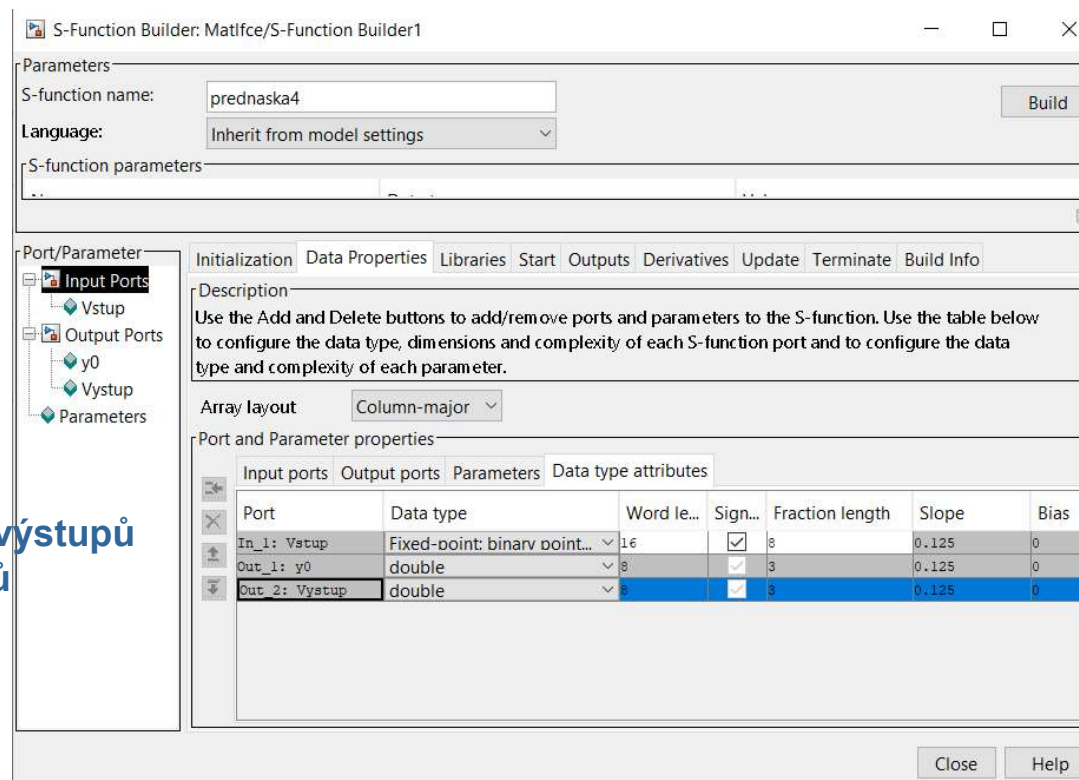 S-Function Builder: Matlfce/S-Function Builder1
Parameters
S-function name: prednaska4 Build
Language: Inherit from model settings
S-function parameters
Port/Parameter
Input Ports
Vstup
Output Ports
y0
Vystup
Parameters
Initialization Data Properties Libraries Start Outputs Derivatives Update Terminate Build Info
Description
Use the Add and Delete buttons to add/remove ports and parameters to the S-function. Use the table below
to configure the data type, dimensions and complexity of each S-function port and to configure the data
type and complexity of each parameter.
Array layout Column-major
Port and Parameter properties
Input ports Output ports Parameters Data type attributes
Port Data type Word le... Sign... Fraction length Slope Bias
In_1: Vstup Fixed-point: binary point... 16 8 0.125 0
Out_1: y0 double 8 3 0.125 0
Out_2: Vystup double 8 3 0.125 0
výstupů
ů
Close Help